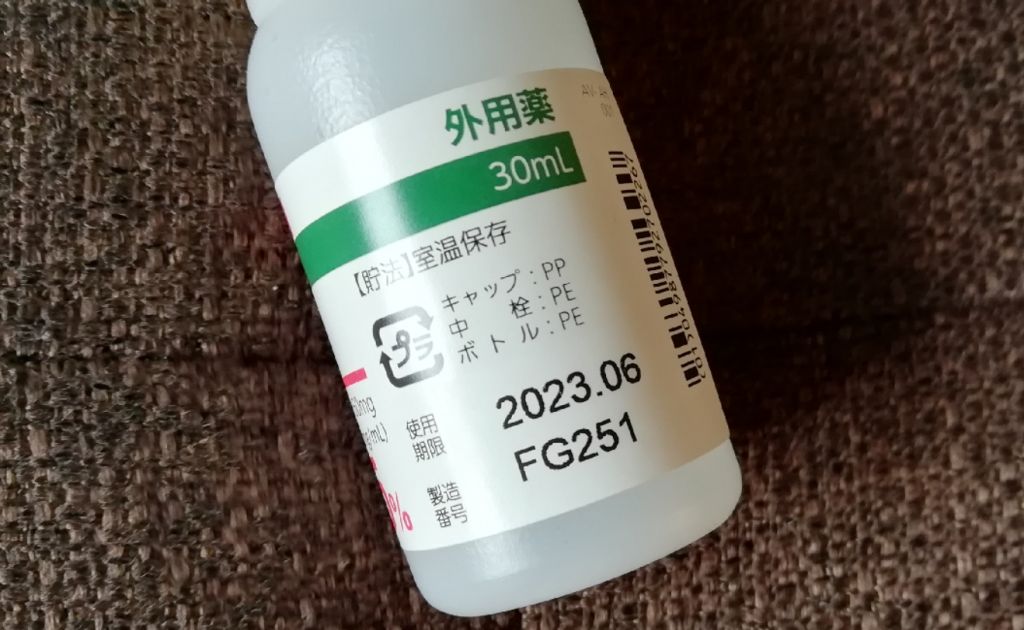 外用薬
30mL
【貯法】室温保存
キャップ:PP
中 栓:PE
ボトル:PE
プラ
使用期限 2023.06
製造番号 FG251
mg
%